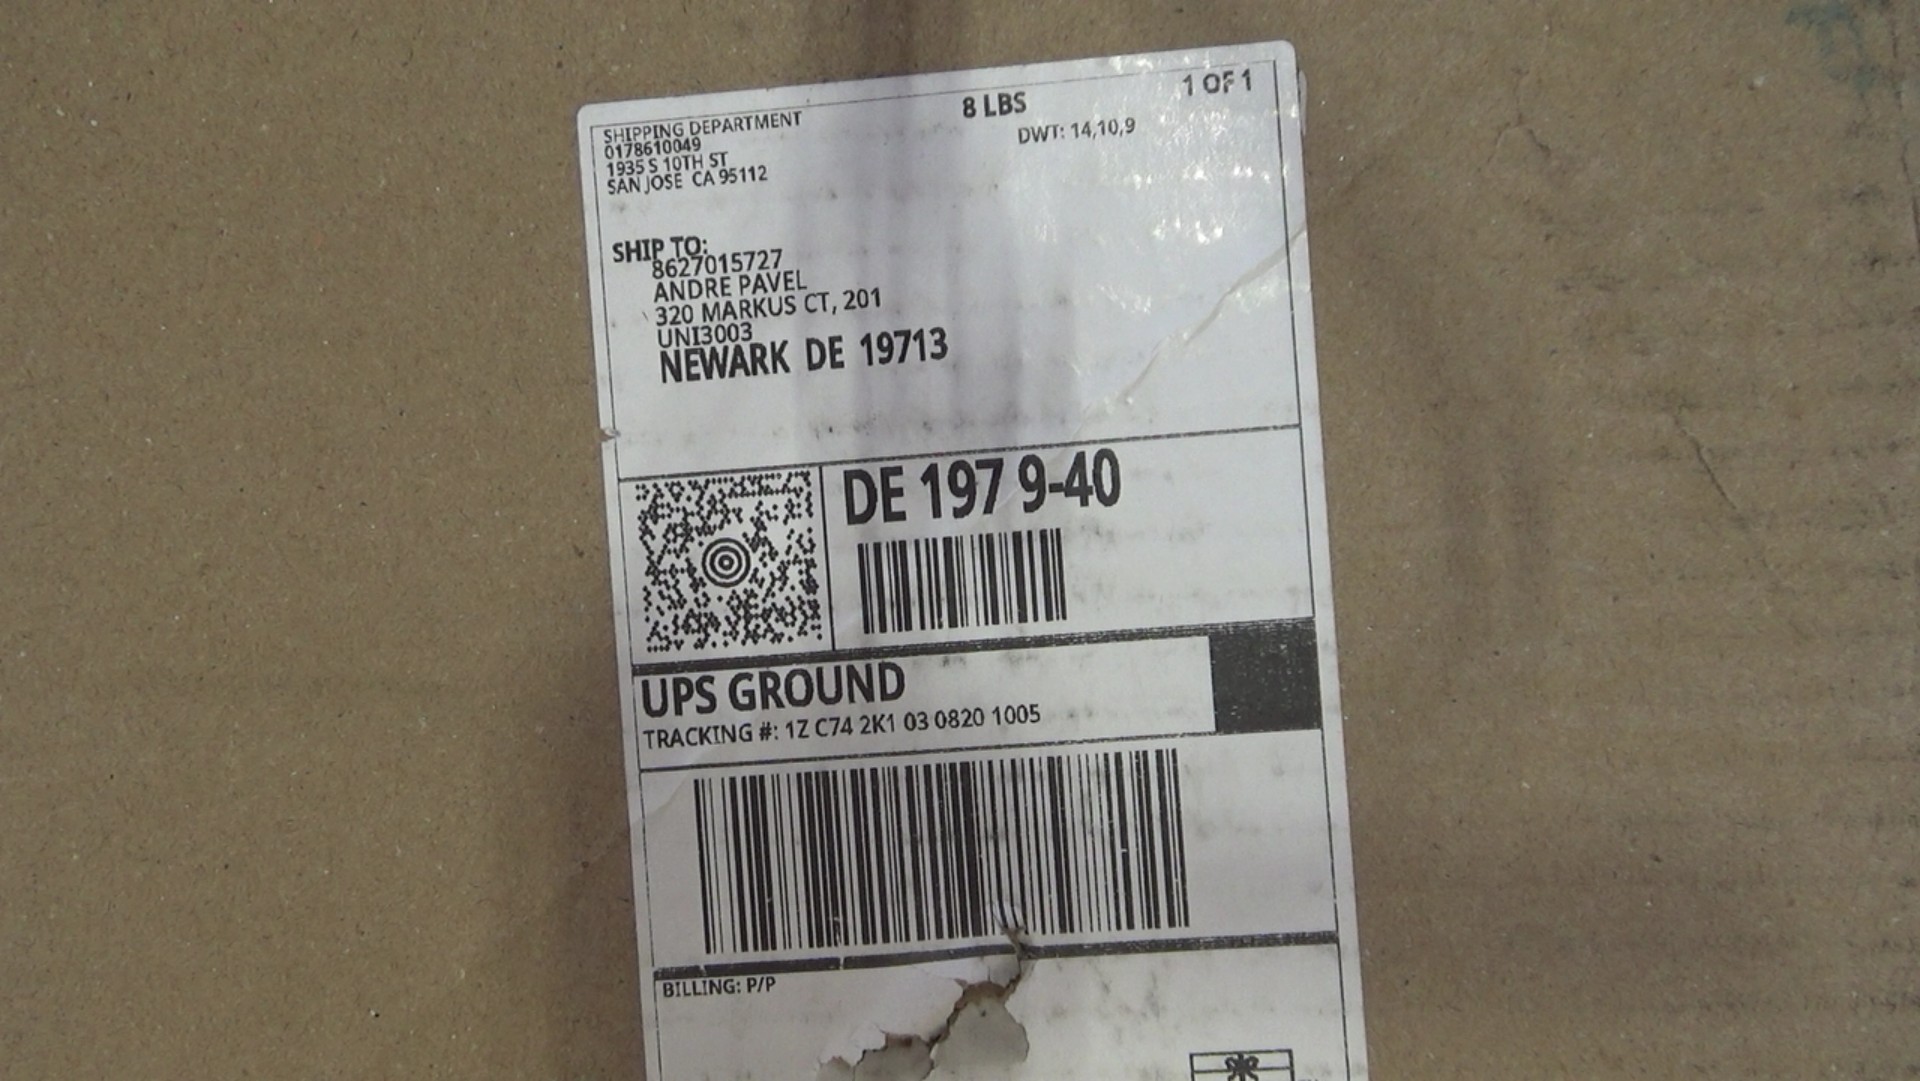 SHIPPING DEPARTMENT
0178610049
1935 S 10TH ST
SAN JOSE CA 95112
8 LBS
1 OF 1
DWT: 14,10,9
SHIP TO:
8627015727
ANDRE PAVEL
320 MARKUS CT, 201
UNI3003
NEWARK DE 19713
DE 197 9-40
UPS GROUND
TRACKING #: 1Z C74 2K1 03 0820 1005
BILLING: P/P